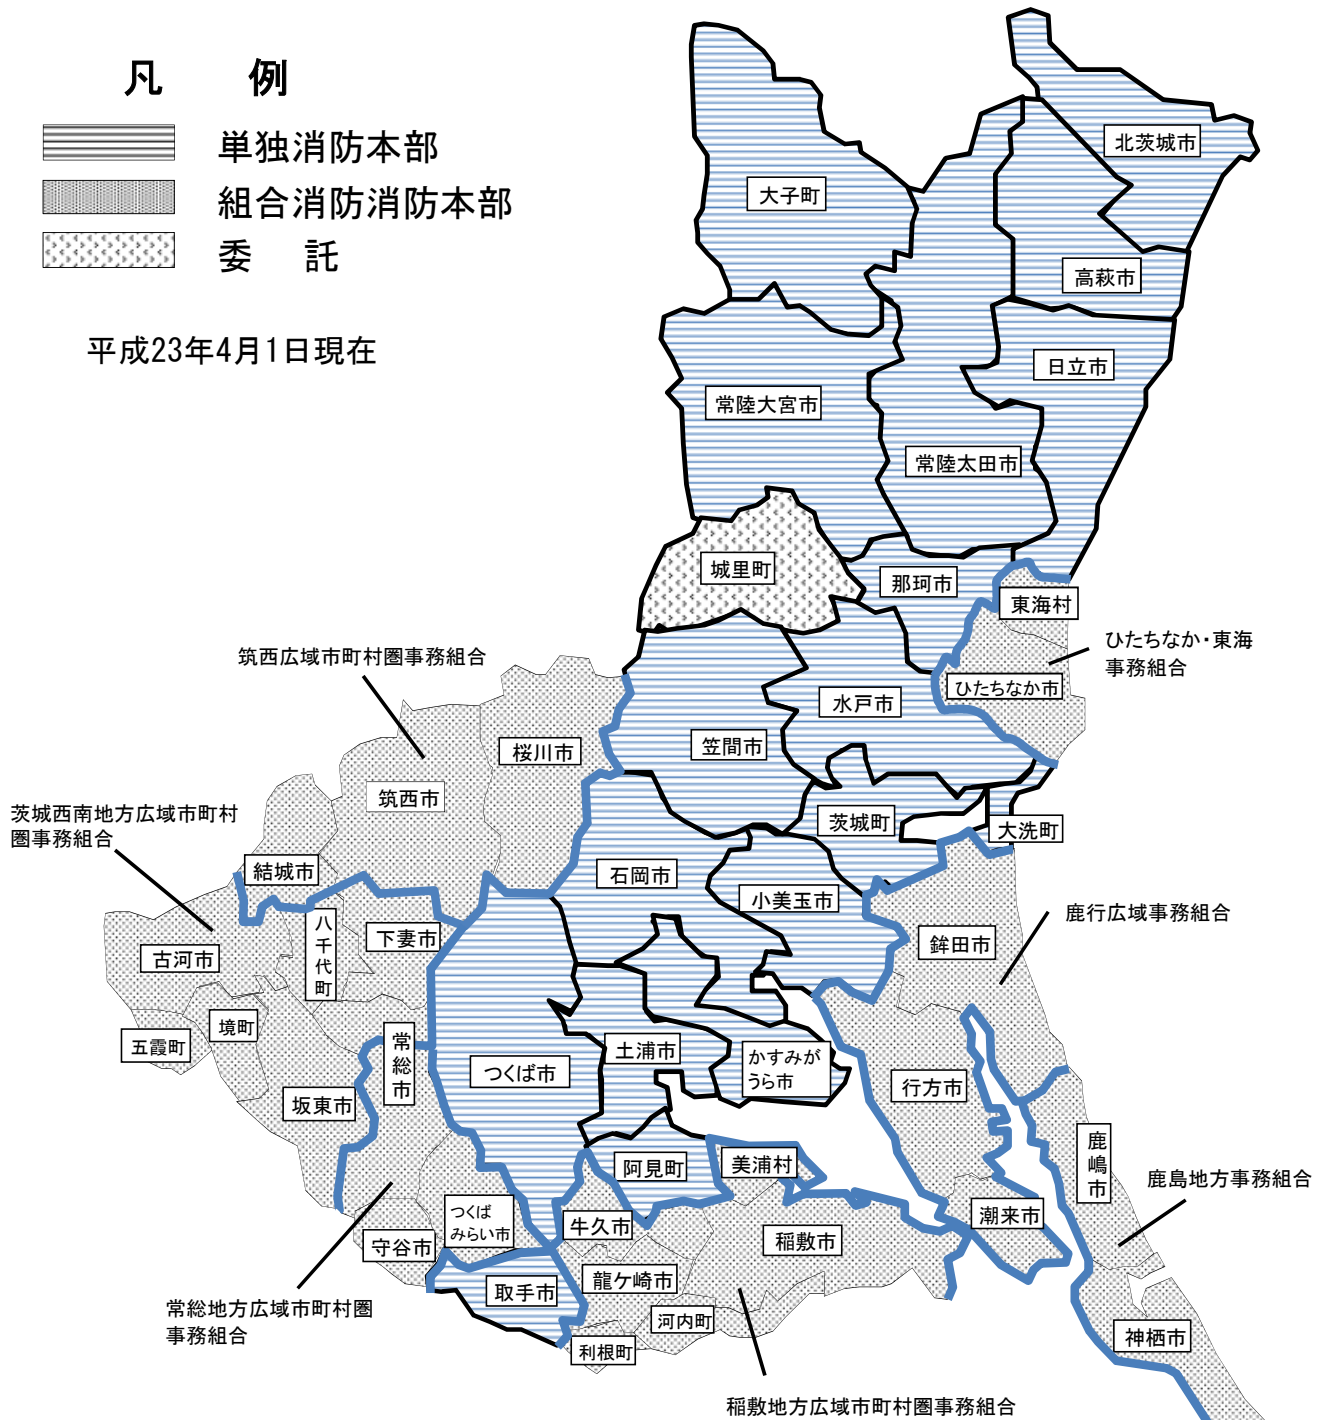 凡　例
単独消防本部
組合消防消防本部
委　託
平成23年4月1日現在
北茨城市
大子町
高萩市
日立市
常陸大宮市
常陸太田市
城里町
那珂市
東海村
ひたちなか・東海
事務組合
筑西広域市町村圏事務組合
ひたちなか市
水戸市
笠間市
桜川市
筑西市
茨城西南地方広域市町村
圏事務組合
茨城町
大洗町
結城市
石岡市
小美玉市
鹿行広域事務組合
八千代町
下妻市
鉾田市
古河市
境町
五霞町
常総市
土浦市
かすみが
うら市
つくば市
行方市
坂東市
鹿嶋市
阿見町
美浦村
鹿島地方事務組合
つくば
みらい市
牛久市
潮来市
守谷市
稲敷市
龍ケ崎市
取手市
常総地方広域市町村圏
事務組合
河内町
神栖市
利根町
稲敷地方広域市町村圏事務組合